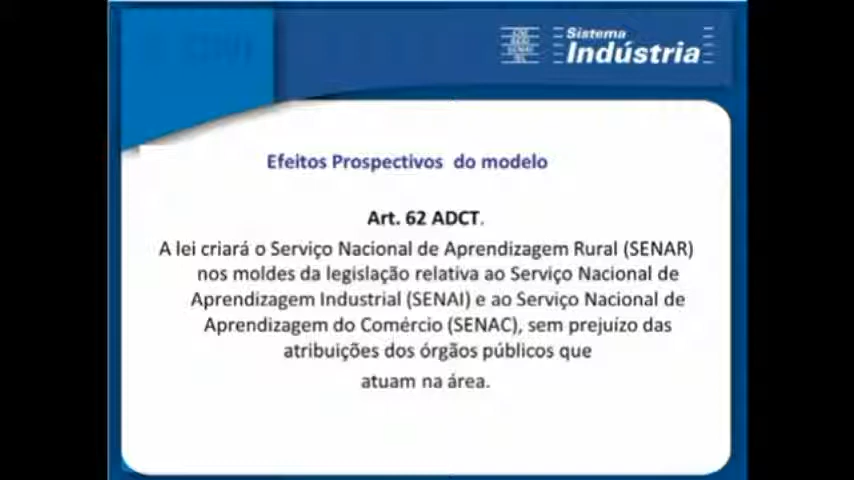 Sistema
Indústria
Efeitos Prospectivos do modelo
Art. 62 ADCT.
A lei criará o Serviço Nacional de Aprendizagem Rural (SENAR)
nos moldes da legislação relativa ao Serviço Nacional de
Aprendizagem Industrial (SENAI) e ao Serviço Nacional de
Aprendizagem do Comércio (SENAC), sem prejuízo das
atribuições dos órgãos públicos que
atuam na área.